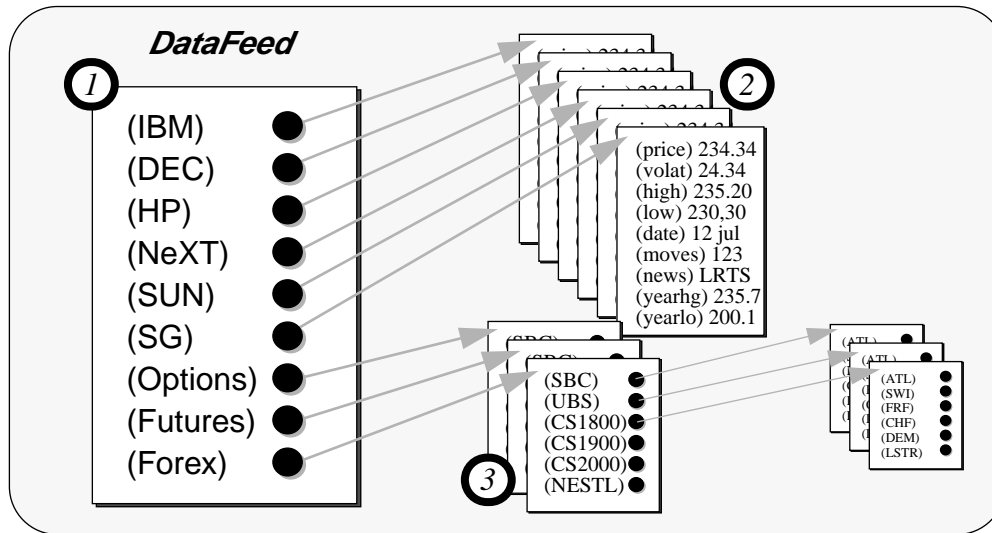 DataFeed
1
(IBM)
(DEC)
(HP)
(NeXT)
(SUN)
(SG)
(Options)
(Futures)
(Forex)
2
(price) 234.34
(volat) 24.34
(high) 235.20
(low) 230,30
(date) 12 jul
(moves) 123
(news) LRTS
(yearhg) 235.7
(yearlo) 200.1
3
(SBC)
(UBS)
(CS1800)
(CS1900)
(CS2000)
(NESTL)
(ATL)
(ATL)
(ATL)
(SWI)
(FRF)
(CHF)
(DEM)
(LSTR)